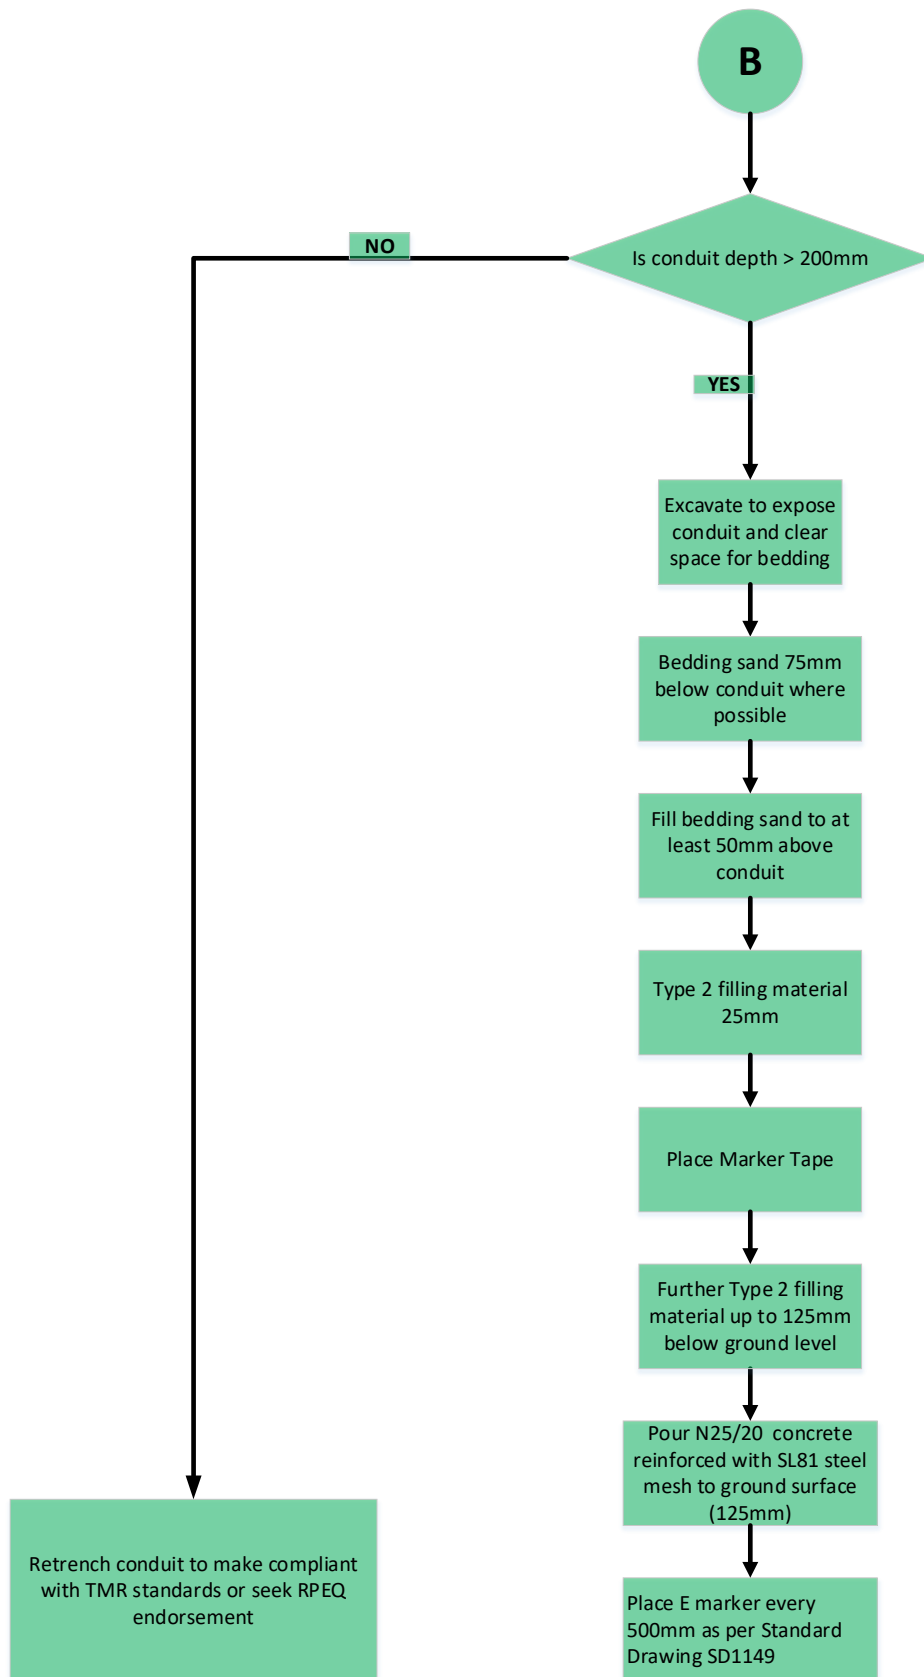 B
Is conduit depth > 200mm
NO
YES
Excavate to expose
conduit and clear
space for bedding
Bedding sand 75mm
below conduit where
possible
Fill bedding sand to at
least 50mm above
conduit
Type 2 filling material
25mm
Place Marker Tape
Further Type 2 filling
material up to 125mm
below ground level
Pour N25/20 concrete
reinforced with SL81 steel
mesh to ground surface
(125mm)
Retrench conduit to make compliant
with TMR standards or seek RPEQ
endorsement
Place E marker every
500mm as per Standard
Drawing SD1149